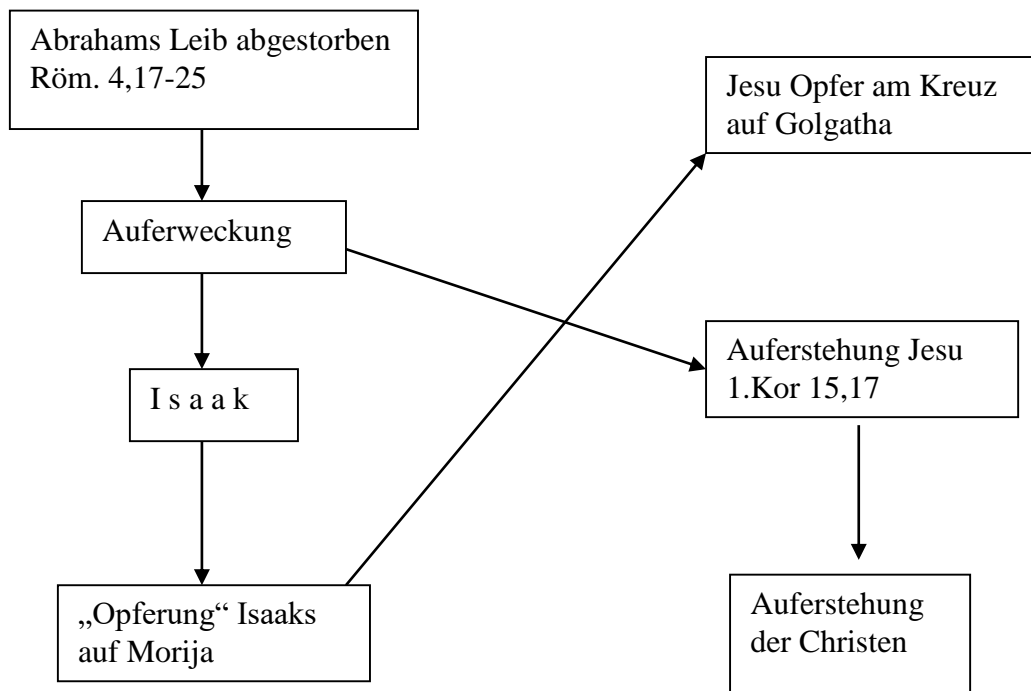 Abrahams Leib abgestorben
Röm. 4,17-25
Jesu Opfer am Kreuz
auf Golgatha
Auferweckung
Auferstehung Jesu
1.Kor 15,17
I s a a k
„Opferung“ Isaaks
auf Morija
Auferstehung
der Christen